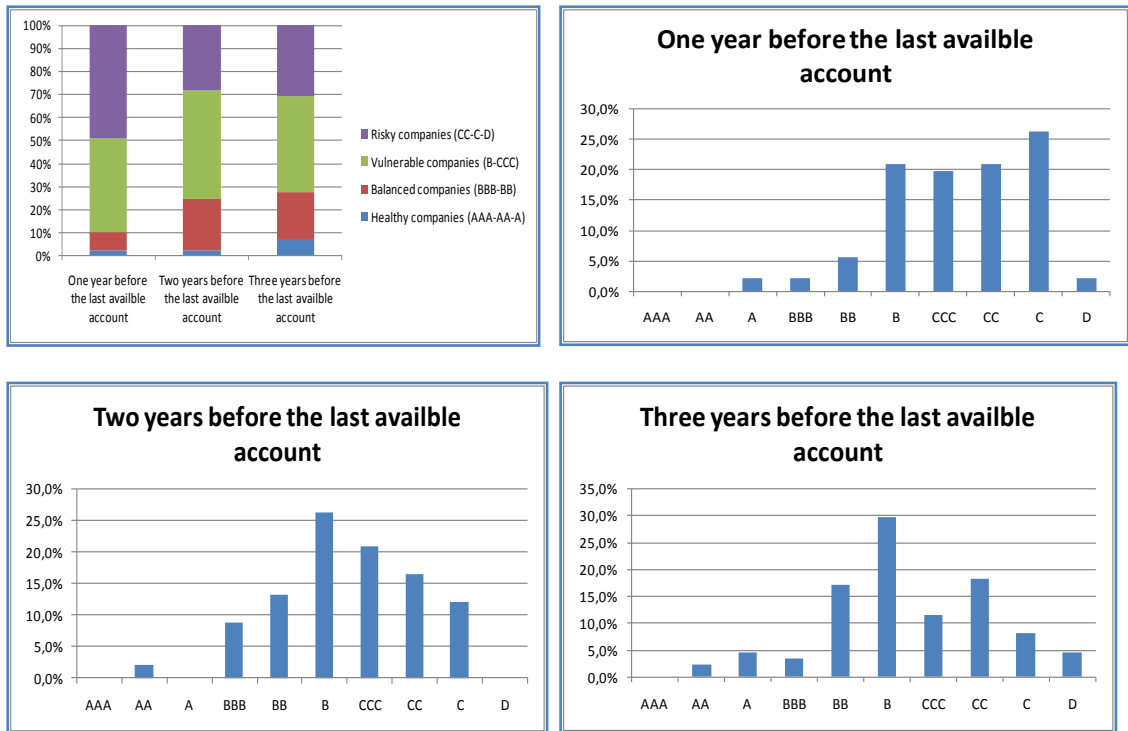 100%
90%
80%
70%
60%
50%
40%
30%
20%
10%
0%
One year before
the last availble
account
Two years before
the last availble
account
Three years before
the last availble
account
Risky companies (CC-C-D)
Vulnerable companies (B-CCC)
Balanced companies (BBB-BB)
Healthy companies (AAA-AA-A)
One year before the last availble
account
30,0%
25,0%
20,0%
15,0%
10,0%
5,0%
0,0%
AAA AA A BBB BB B CCC CC C D
Two years before the last availble
account
30,0%
25,0%
20,0%
15,0%
10,0%
5,0%
0,0%
AAA AA A BBB BB B CCC CC C D
Three years before the last availble
account
35,0%
30,0%
25,0%
20,0%
15,0%
10,0%
5,0%
0,0%
AAA AA A BBB BB B CCC CC C D